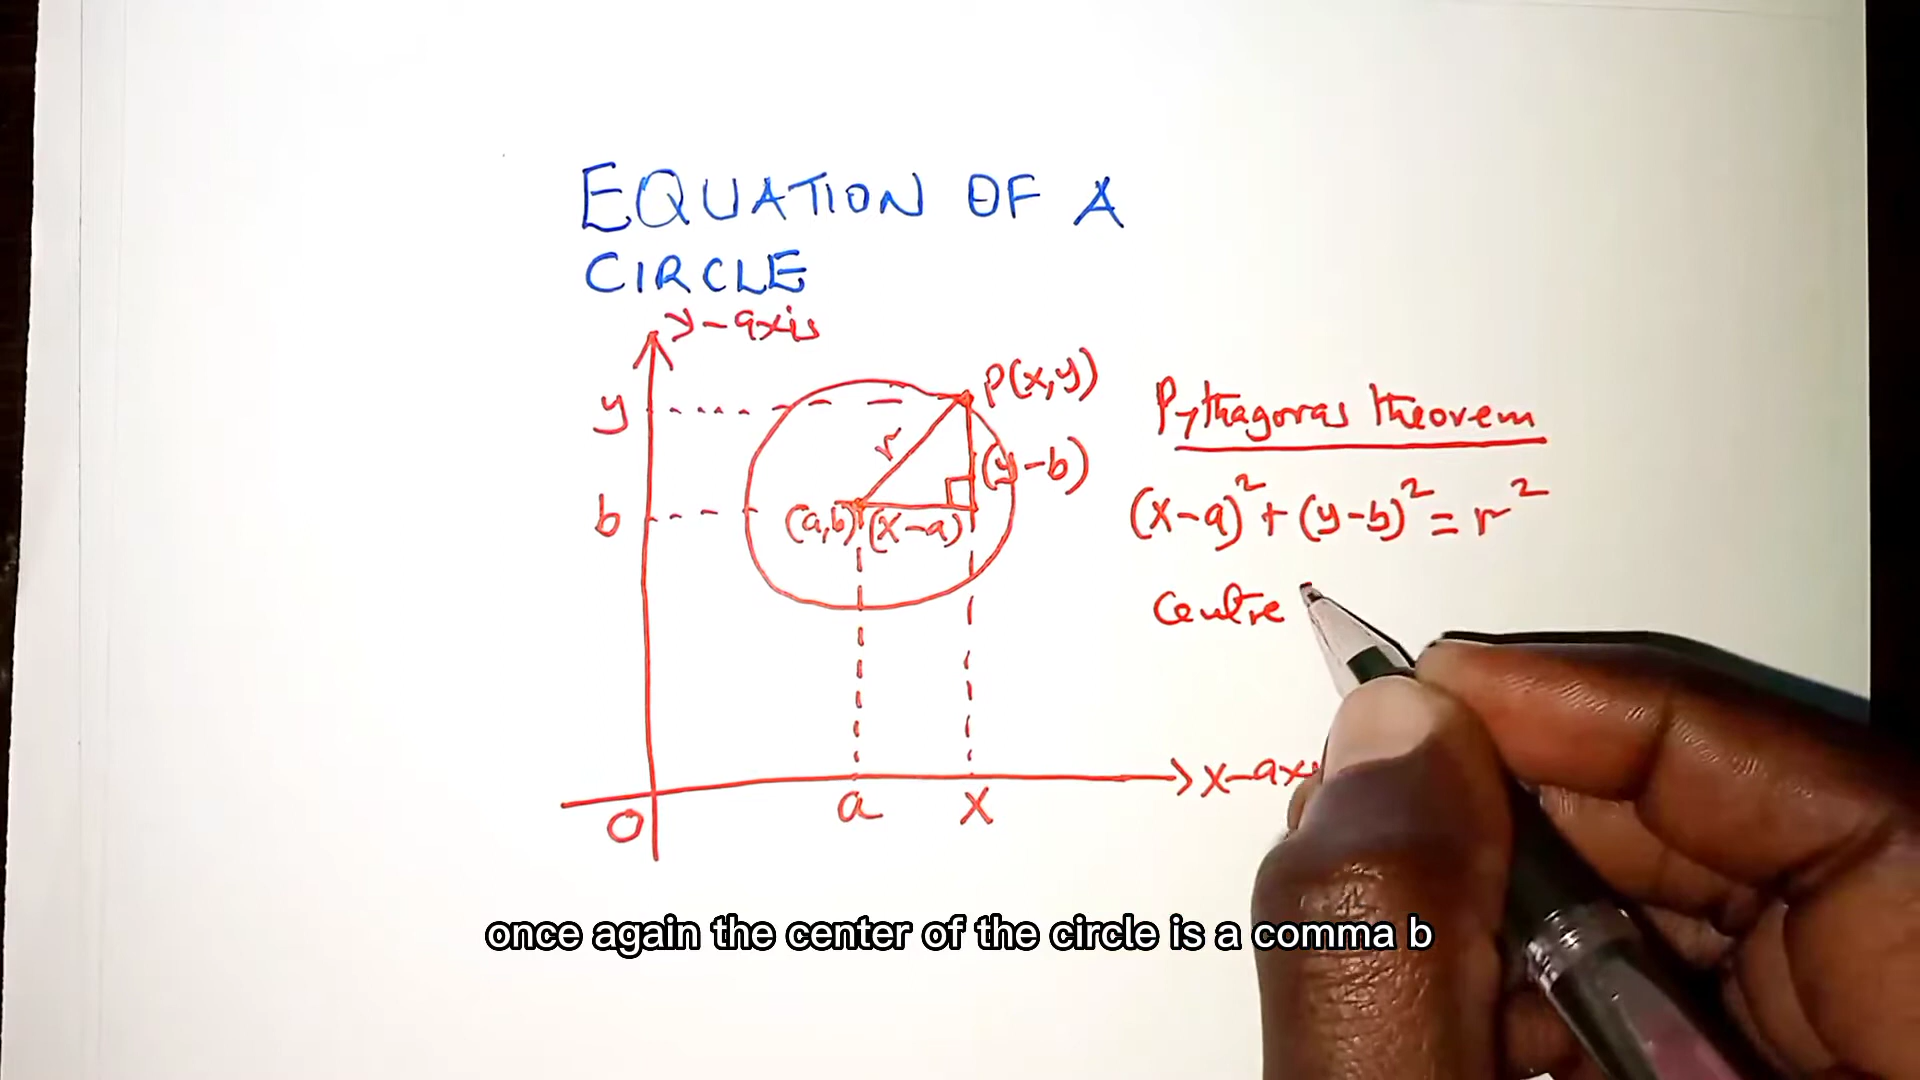 EQUATION OF A
CIRCLE
y-axis
y
P(x,y)
r
(y-b)
b
(a,b)
(x-a)
Pythagoras theorem
(x-a)²+(y-b)²=r²
Centre
x-ax
a
x
O
once again the center of the circle is a comma b